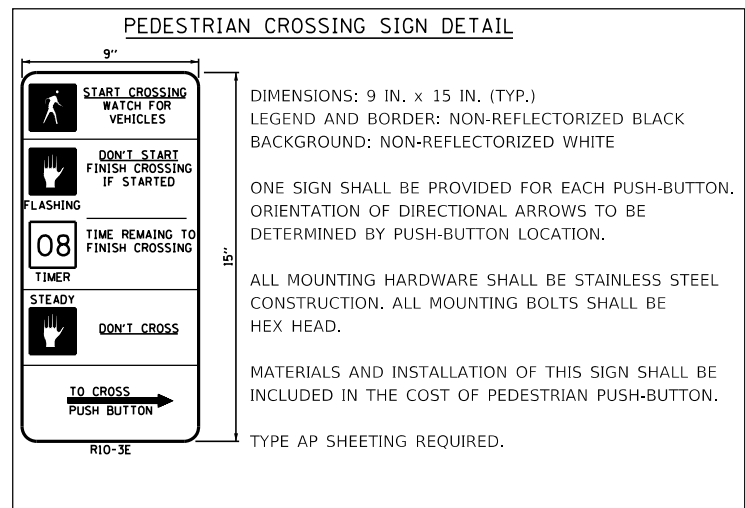 PEDESTRIAN CROSSING SIGN DETAIL
9"
START CROSSING
WATCH FOR
VEHICLES
DON'T START
FINISH CROSSING
IF STARTED
FLASHING
08
TIME REMAING TO
FINISH CROSSING
TIMER
STEADY
DON'T CROSS
TO CROSS
PUSH BUTTON
R10-3E
15"
DIMENSIONS: 9 IN. x 15 IN. (TYP.)
LEGEND AND BORDER: NON-REFLECTORIZED BLACK
BACKGROUND: NON-REFLECTORIZED WHITE
ONE SIGN SHALL BE PROVIDED FOR EACH PUSH-BUTTON.
ORIENTATION OF DIRECTIONAL ARROWS TO BE
DETERMINED BY PUSH-BUTTON LOCATION.
ALL MOUNTING HARDWARE SHALL BE STAINLESS STEEL
CONSTRUCTION. ALL MOUNTING BOLTS SHALL BE
HEX HEAD.
MATERIALS AND INSTALLATION OF THIS SIGN SHALL BE
INCLUDED IN THE COST OF PEDESTRIAN PUSH-BUTTON.
TYPE AP SHEETING REQUIRED.